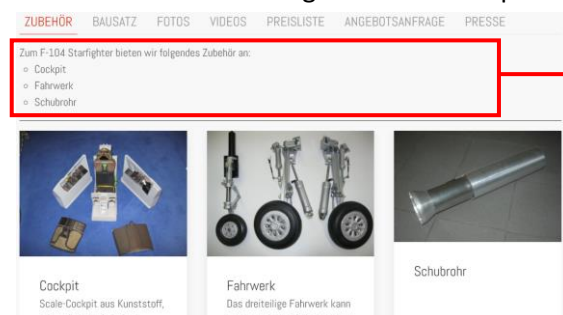 ZUBEHÖR BAUSATZ FOTOS VIDEOS PREISLISTE ANGEBOTSANFRAGE PRESSE
Zum F-104 Starfighter bieten wir folgendes Zubehör an:
Cockpit
Fahrwerk
Schubrohr
Cockpit
Scale-Cockpit aus Kunststoff,
Fahrwerk
Das dreiteilige Fahrwerk kann
Schubrohr